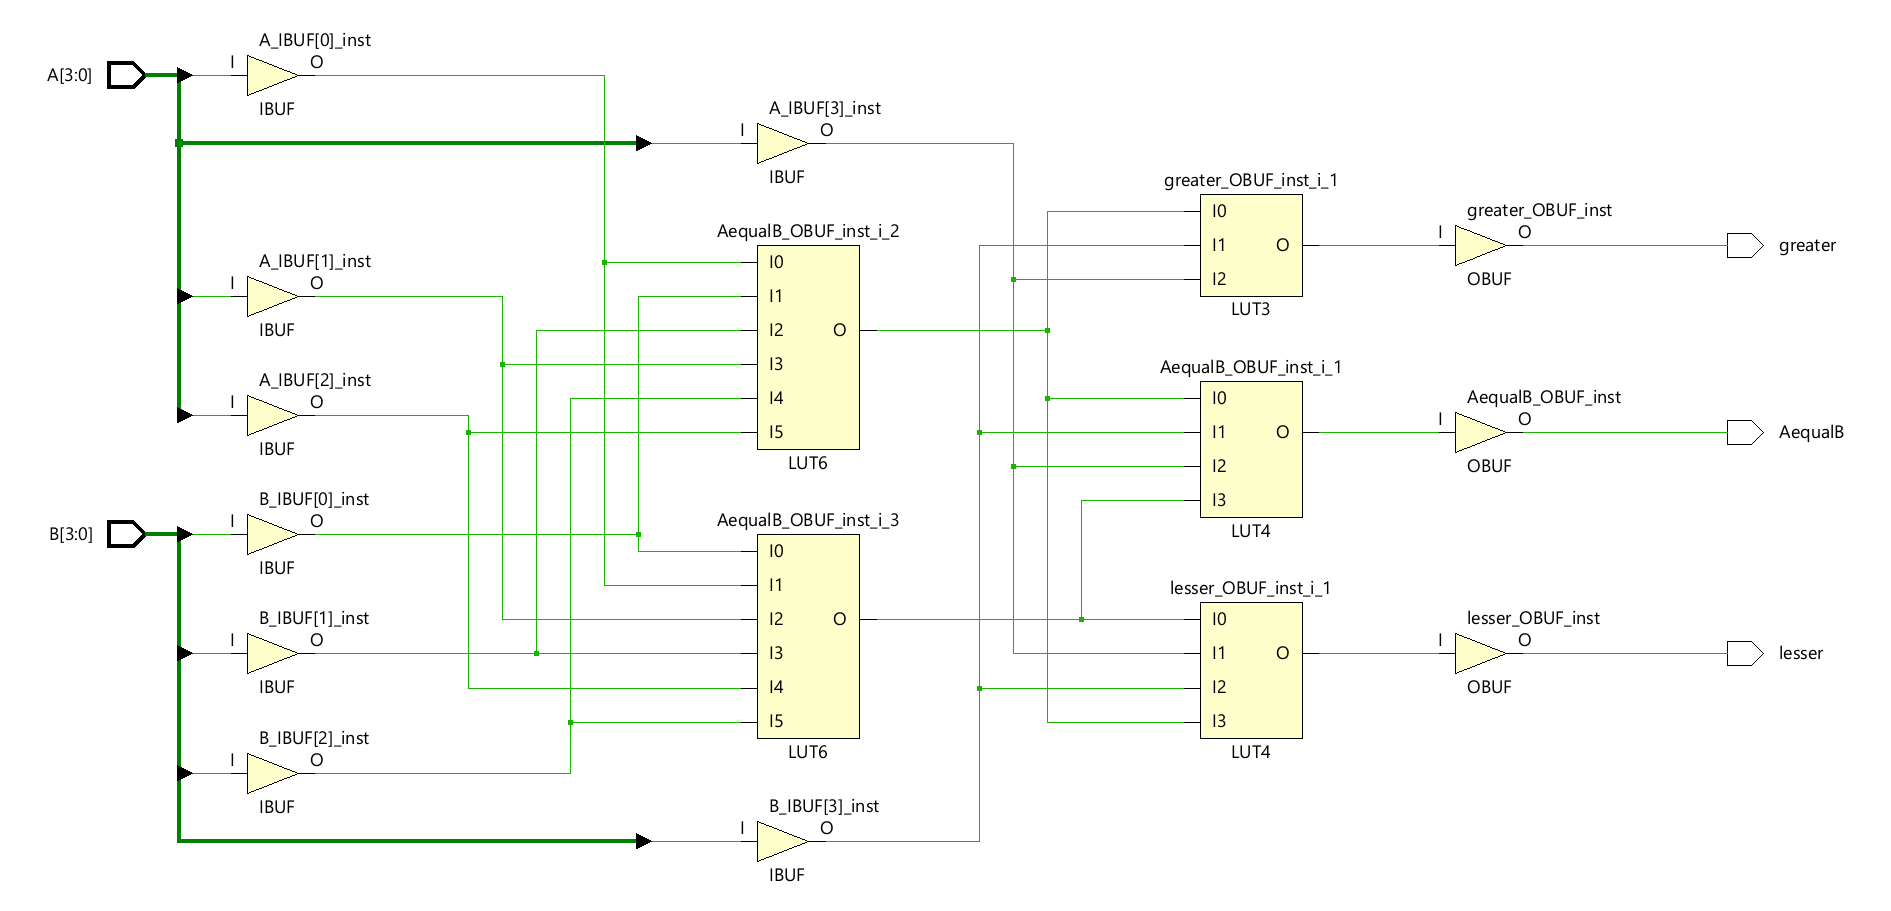 A_IBUF[0]_inst
I
O
A[3:0]
IBUF
A_IBUF[3]_inst
I
O
IBUF
greater_OBUF_inst_i_1
I0
I1
O
I2
LUT3
greater_OBUF_inst
I
O
OBUF
greater
AequalB_OBUF_inst_i_2
I0
I1
I2
O
I3
I4
I5
LUT6
A_IBUF[1]_inst
I
O
IBUF
A_IBUF[2]_inst
I
O
IBUF
AequalB_OBUF_inst_i_1
I0
I1
O
I2
I3
LUT4
AequalB_OBUF_inst
I
O
OBUF
AequalB
B_IBUF[0]_inst
I
O
B[3:0]
IBUF
AequalB_OBUF_inst_i_3
I0
I1
I2
O
I3
I4
I5
LUT6
lesser_OBUF_inst_i_1
I0
I1
O
I2
I3
LUT4
lesser_OBUF_inst
I
O
OBUF
lesser
B_IBUF[1]_inst
I
O
IBUF
B_IBUF[2]_inst
I
O
IBUF
B_IBUF[3]_inst
I
O
IBUF